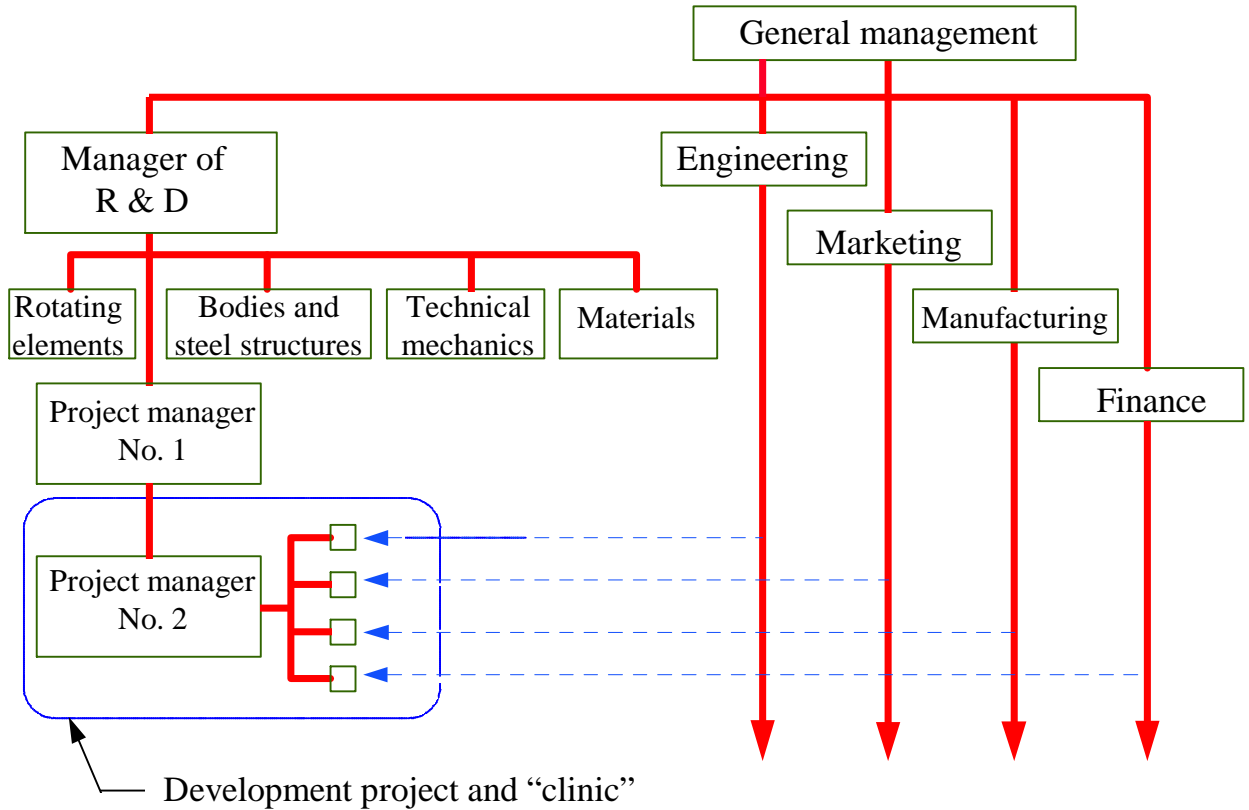 General management
Manager of
R & D
Engineering
Marketing
Rotating
elements
Bodies and
steel structures
Technical
mechanics
Materials
Manufacturing
Project manager
No. 1
Finance
Project manager
No. 2
Development project and “clinic”